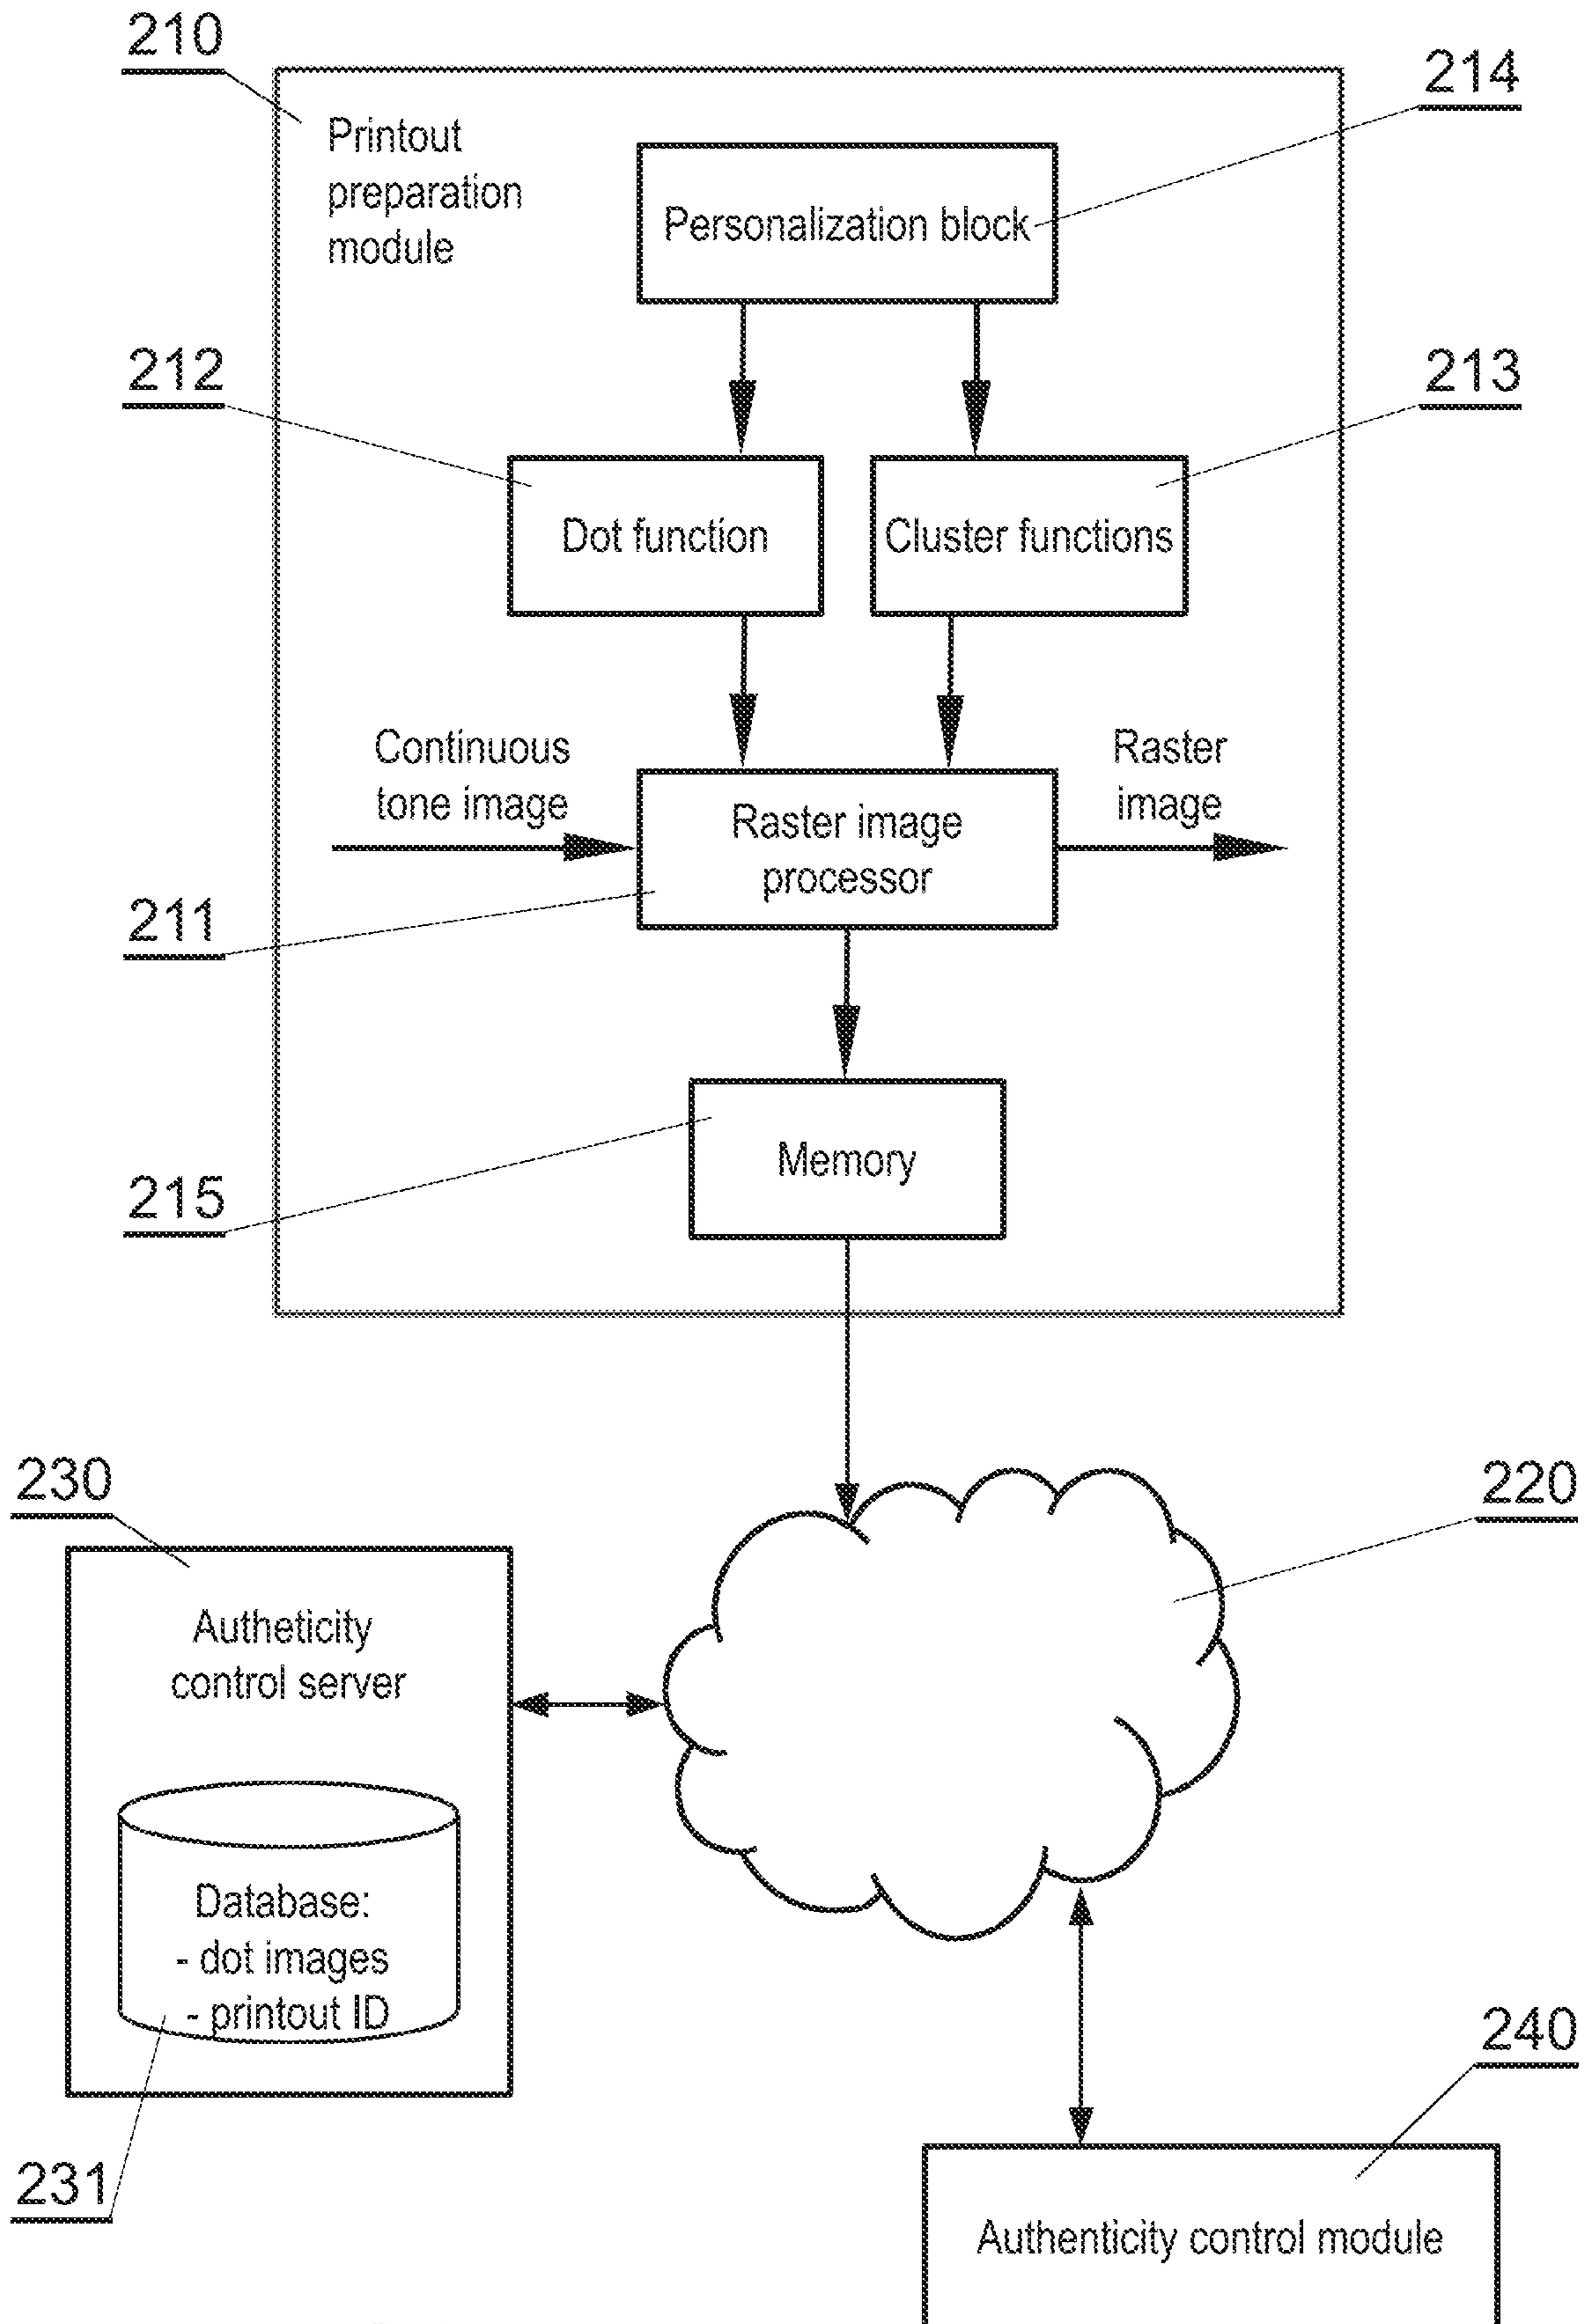 210
214
Printout
preparation
module
Personalization block
212
213
Dot function
Cluster functions
Continuous
tone image
Raster
image
Raster image
processor
211
Memory
215
230
220
Autheticity
control server
Database:
- dot images
- printout ID
240
231
Authenticity control module